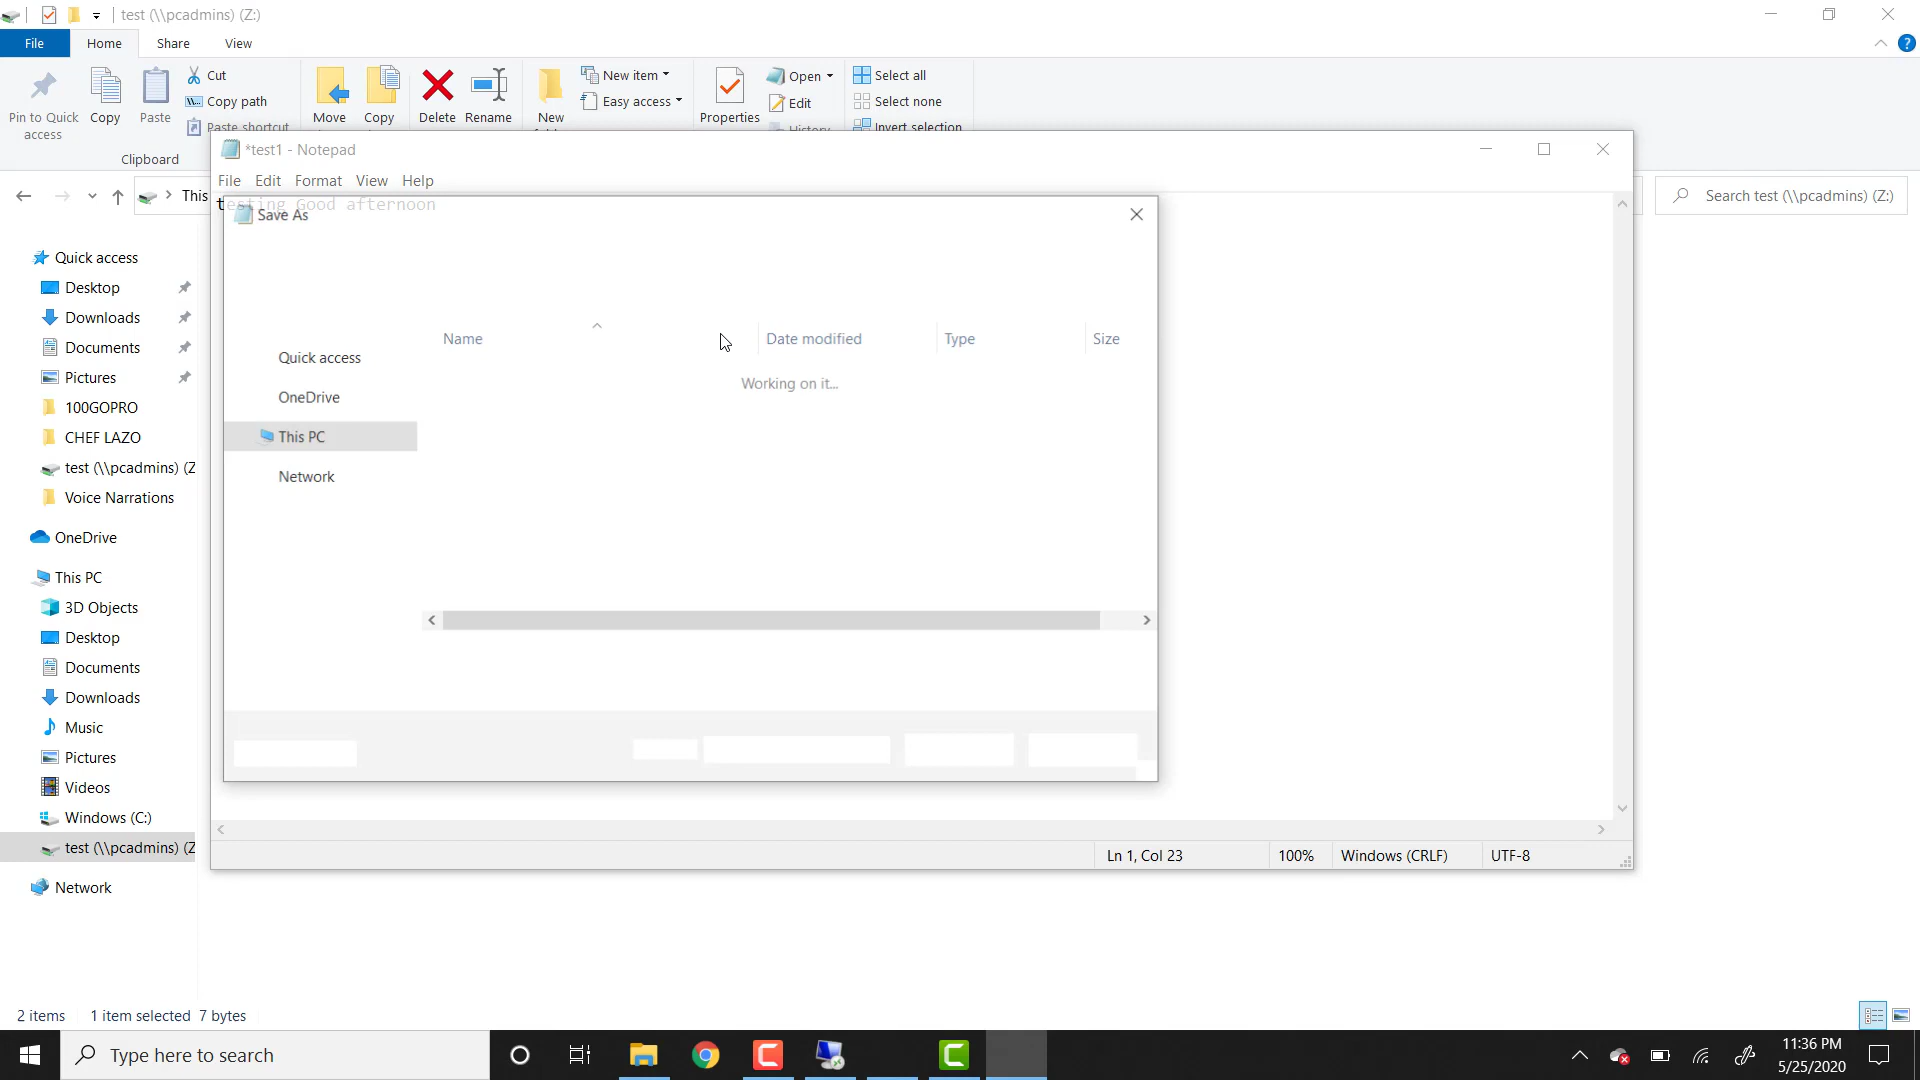 test (\\pcadmins) (Z:)
File Home Share View
Pin to Quick access
Copy
Paste
Cut
Copy path
Paste shortcut
Clipboard
Move
Copy
Delete
Rename
New
New item
Easy access
Properties
Open
Edit
History
Select all
Select none
Invert selection
This
Search test (\\pcadmins) (Z:)
*test1 - Notepad
File Edit Format View Help
testing Good afternoon
Save As
Name Date modified Type Size
Working on it...
Quick access
OneDrive
This PC
Network
Quick access
Desktop
Downloads
Documents
Pictures
100GOPRO
CHEF LAZO
test (\\pcadmins) (Z
Voice Narrations
OneDrive
This PC
3D Objects
Desktop
Documents
Downloads
Music
Pictures
Videos
Windows (C:)
test (\\pcadmins) (Z
Network
Ln 1, Col 23 100% Windows (CRLF) UTF-8
2 items 1 item selected 7 bytes
Type here to search
11:36 PM
5/25/2020